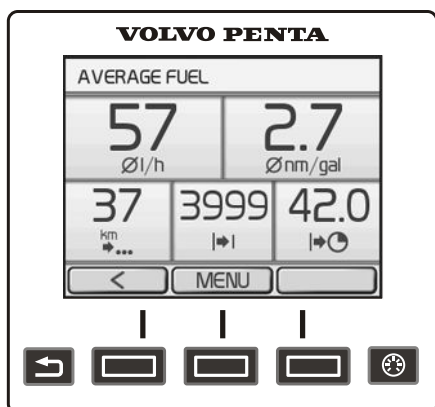 VOLVO PENTA
AVERAGE FUEL
57 2.7
Øl/h Ønm/gal
37 3999 42.0
km
< MENU